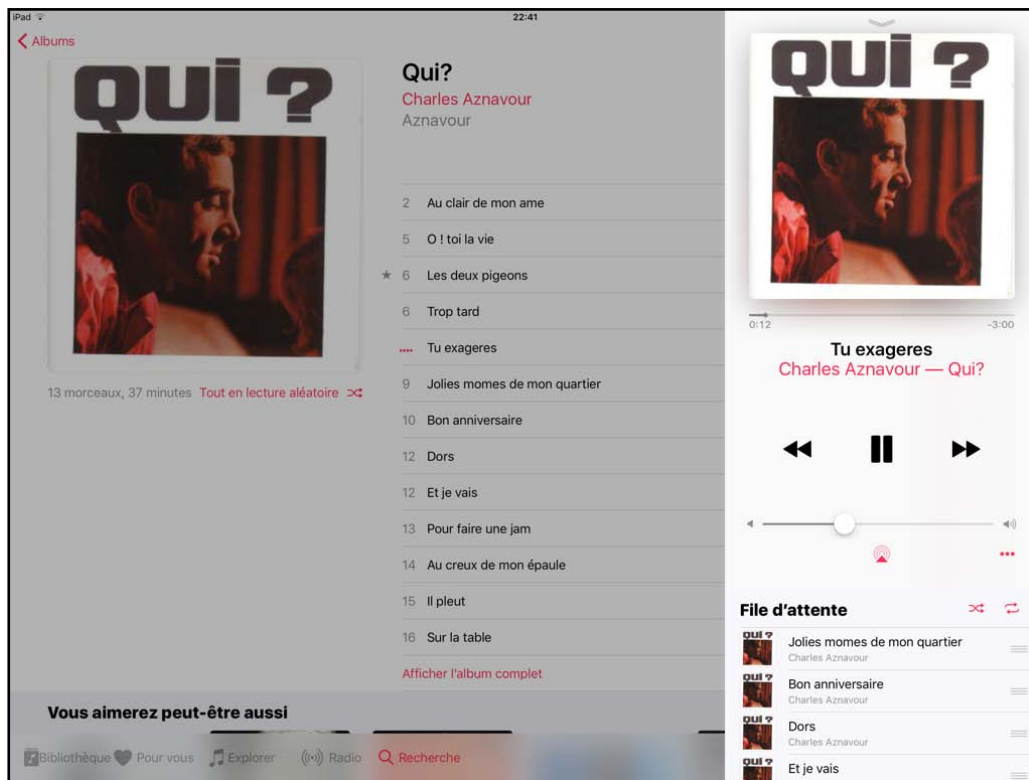 iPad
22:41
Albums
QUI ?
Qui?
Charles Aznavour
Aznavour
2 Au clair de mon ame
5 O ! toi la vie
★ 6 Les deux pigeons
6 Trop tard
Tu exageres
9 Jolies momes de mon quartier
10 Bon anniversaire
12 Dors
12 Et je vais
13 Pour faire une jam
14 Au creux de mon épaule
15 Il pleut
16 Sur la table
Afficher l'album complet
13 morceaux, 37 minutes Tout en lecture aléatoire
Vous aimerez peut-être aussi
Bibliothèque Pour vous Explorer Radio Recherche
QUI ?
0:12 -3:00
Tu exageres
Charles Aznavour — Qui?
File d’attente
QUI ?
Jolies momes de mon quartier
Charles Aznavour
QUI ?
Bon anniversaire
Charles Aznavour
QUI ?
Dors
Charles Aznavour
QUI ?
Et je vais